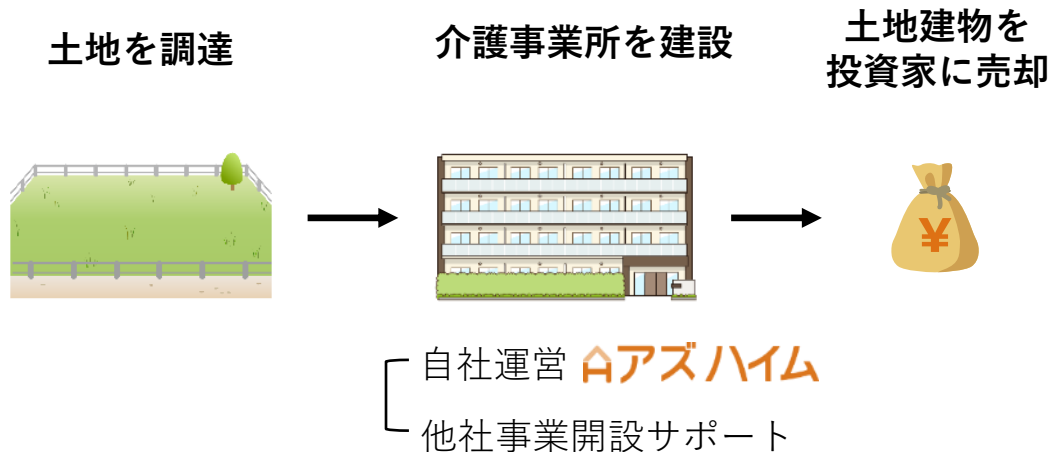 土地を調達
介護事業所を建設
土地建物を
投資家に売却
¥
自社運営 アズハイム
他社事業開設サポート